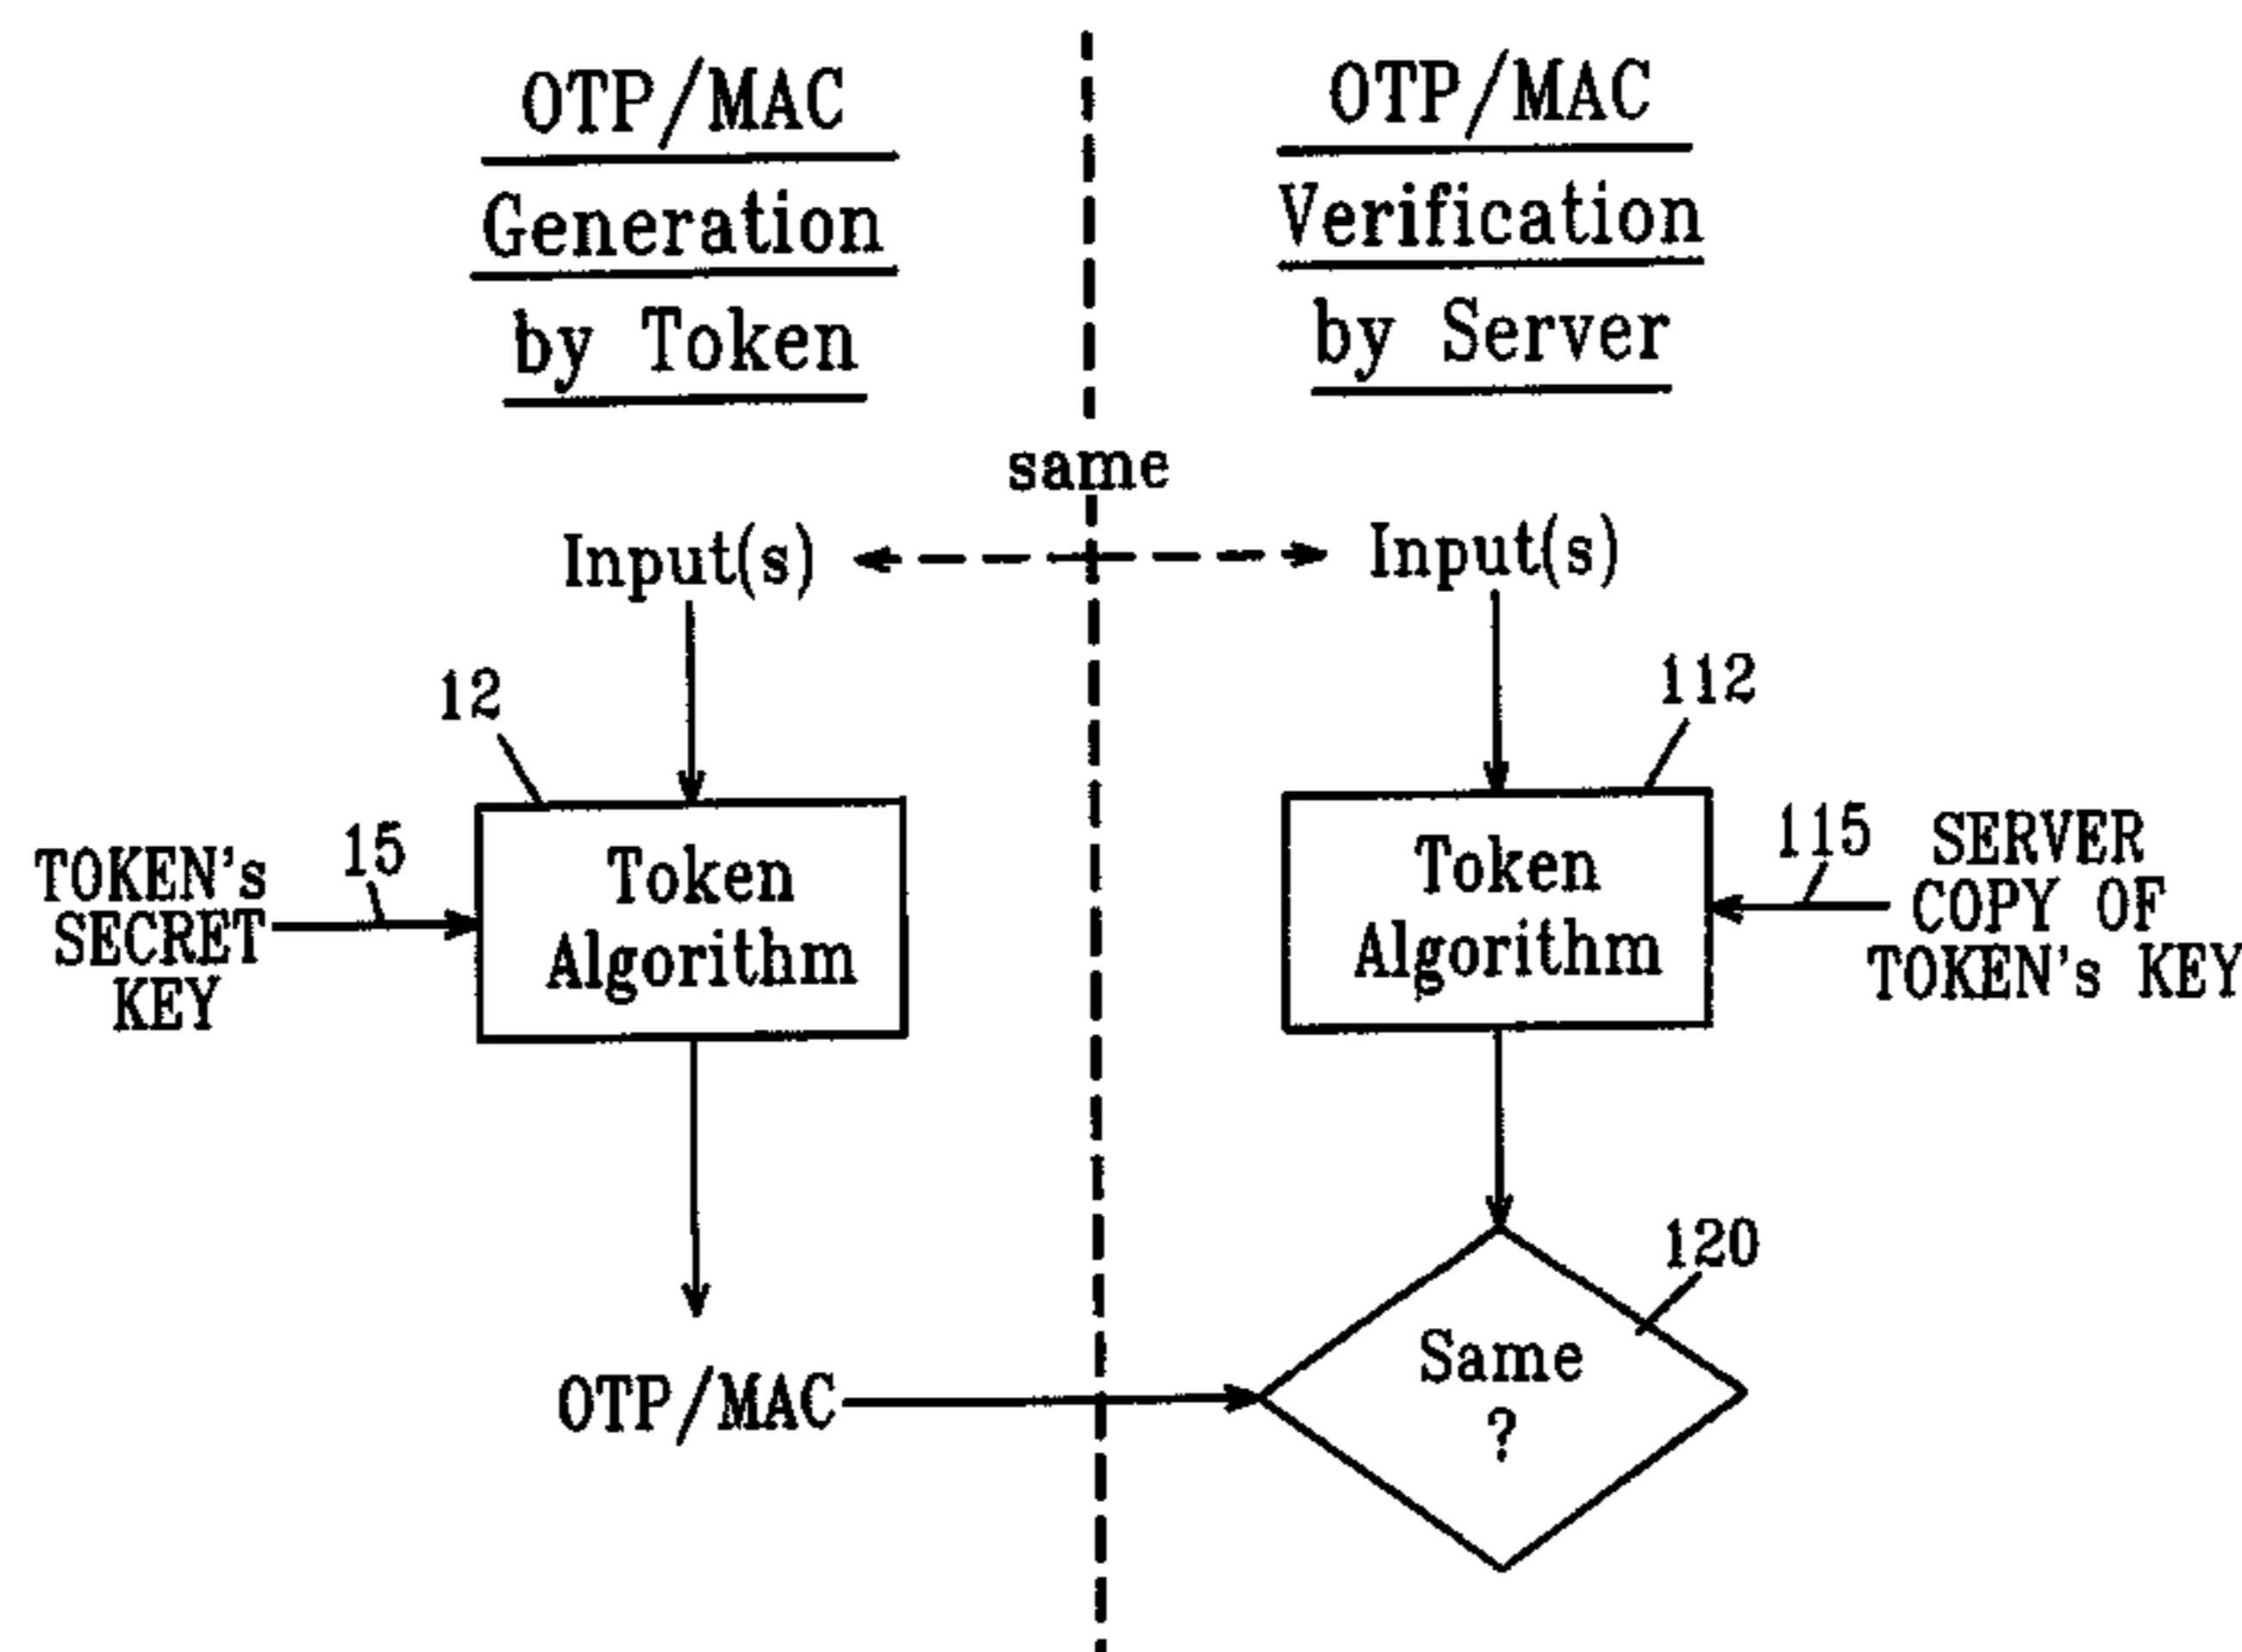 OTP/MAC
Generation
by Token
OTP/MAC
Verification
by Server
same
Input(s)
Input(s)
12
112
TOKEN's
SECRET
KEY
15
Token
Algorithm
Token
Algorithm
115
SERVER
COPY OF
TOKEN's KEY
120
Same
?
OTP/MAC